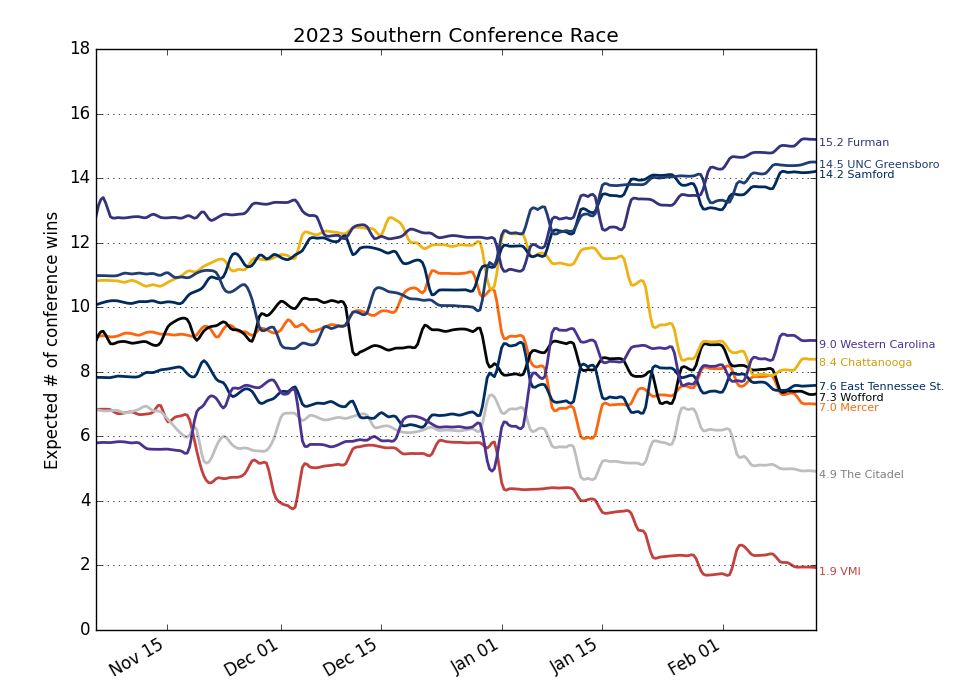 2023 Southern Conference Race
Expected # of conference wins
18
16
14
12
10
8
6
4
2
0
15.2 Furman
14.5 UNC Greensboro
14.2 Samford
9.0 Western Carolina
8.4 Chattanooga
7.6 East Tennessee St.
7.3 Wofford
7.0 Mercer
4.9 The Citadel
1.9 VMI
Nov 15
Dec 01
Dec 15
Jan 01
Jan 15
Feb 01